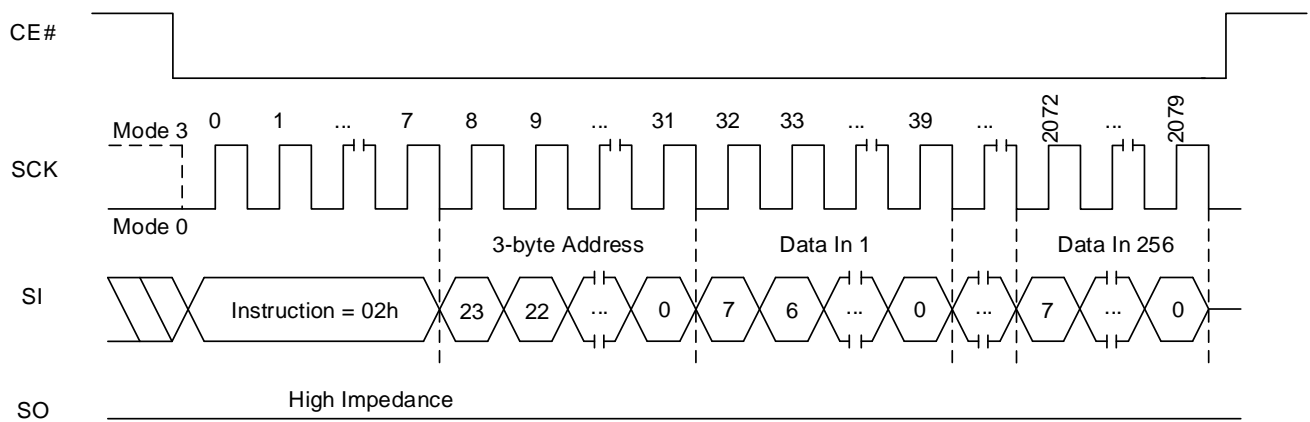 CE#
Mode 3 0 1 ... 7 8 9 ... 31 32 33 ... 39 ... 2072 ... 2079
SCK
Mode 0
3-byte Address Data In 1 Data In 256
SI Instruction = 02h 23 22 ... 0 7 6 ... 0 ... 7 ... 0
High Impedance
SO